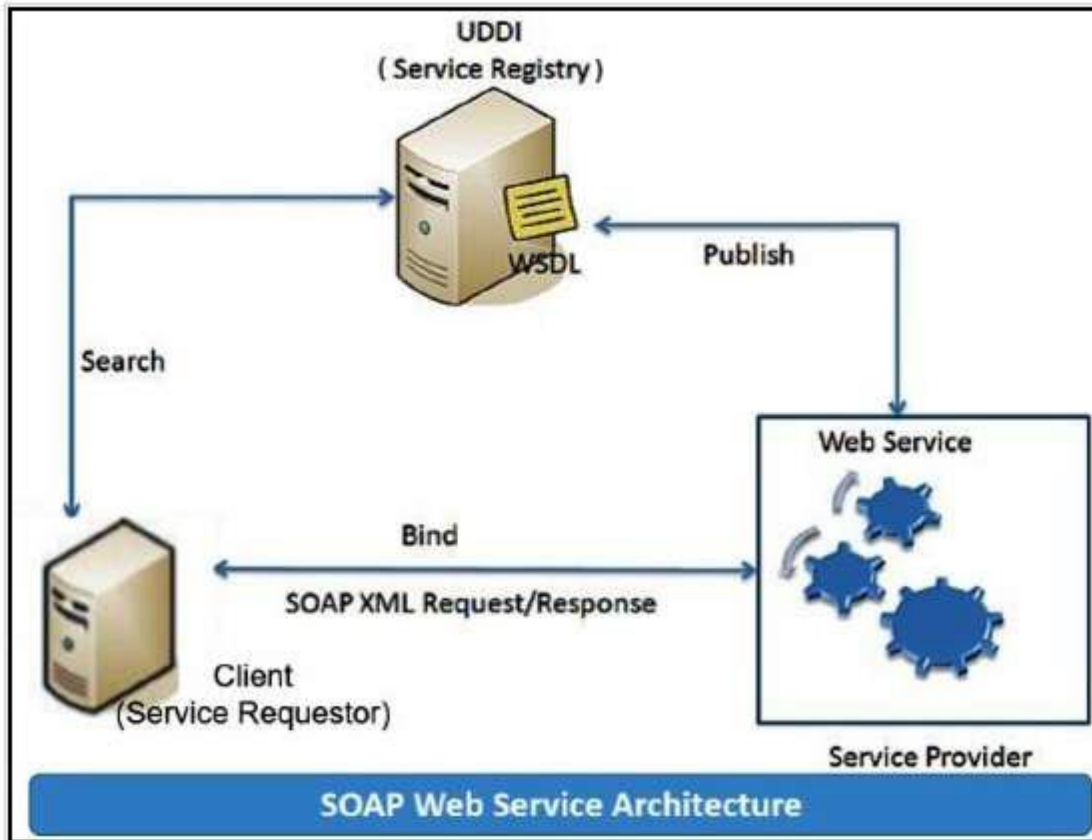 UDDI
( Service Registry )
WSDL
Publish
Search
Web Service
Bind
SOAP XML Request/Response
Client
(Service Requestor)
Service Provider
SOAP Web Service Architecture